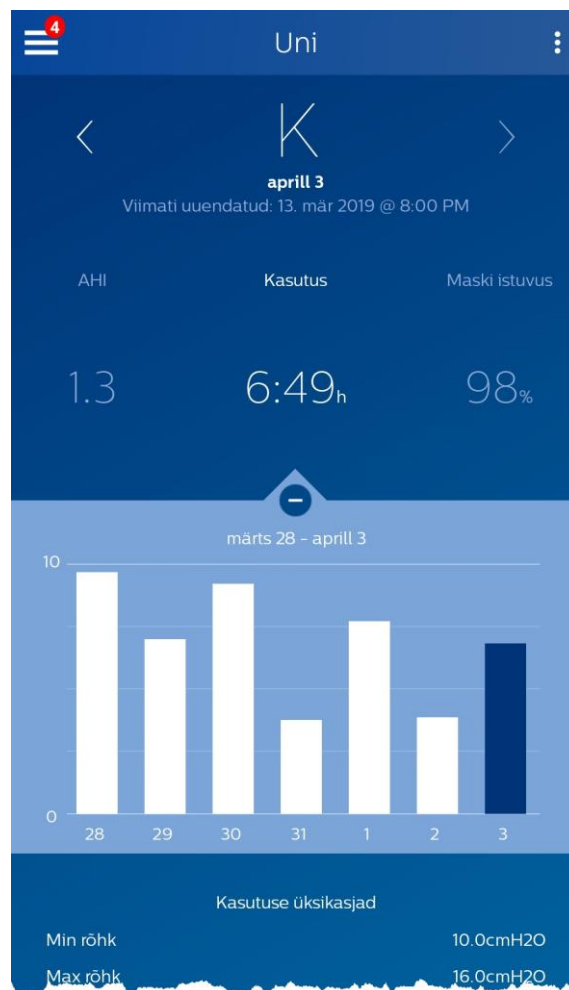 4
Uni
K
aprill 3
Viimati uuendatud: 13. mär 2019 @ 8:00 PM
AHI Kasutus Maski istuvus
1.3 6:49h 98%
märts 28 - aprill 3
10
0
28 29 30 31 1 2 3
Kasutuse üksikasjad
Min rõhk 10.0cmH2O
Max rõhk 16.0cmH2O